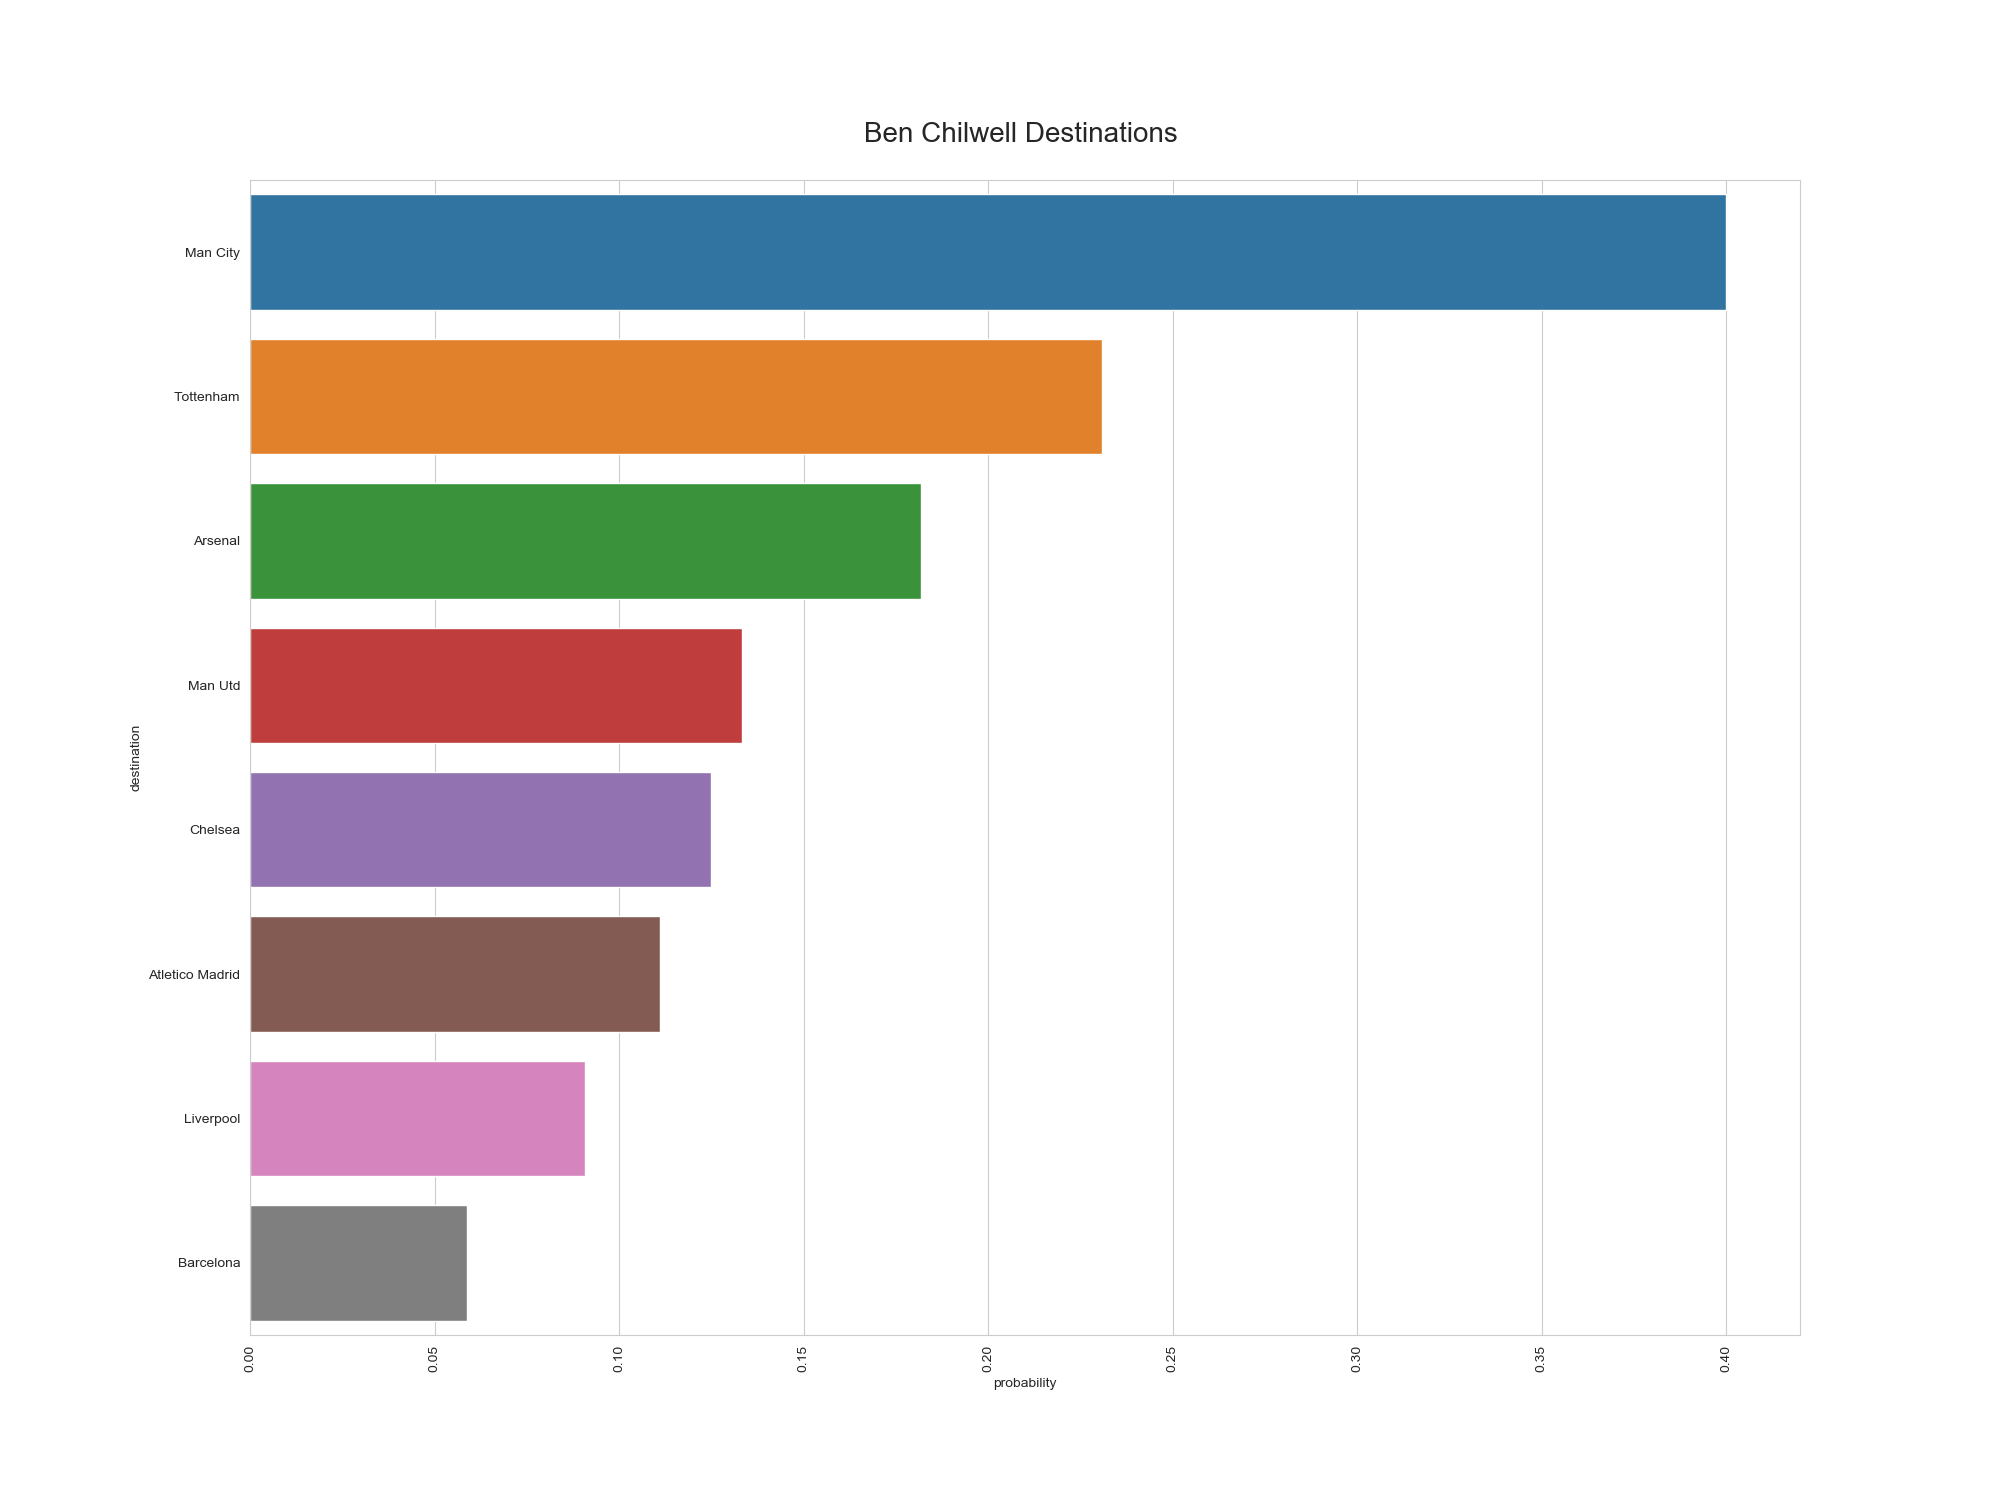 Ben Chilwell Destinations
Man City
Tottenham
Arsenal
Man Utd
Chelsea
Atletico Madrid
Liverpool
Barcelona
destination
0.00
0.05
0.10
0.15
0.20
0.25
0.30
0.35
0.40
probability